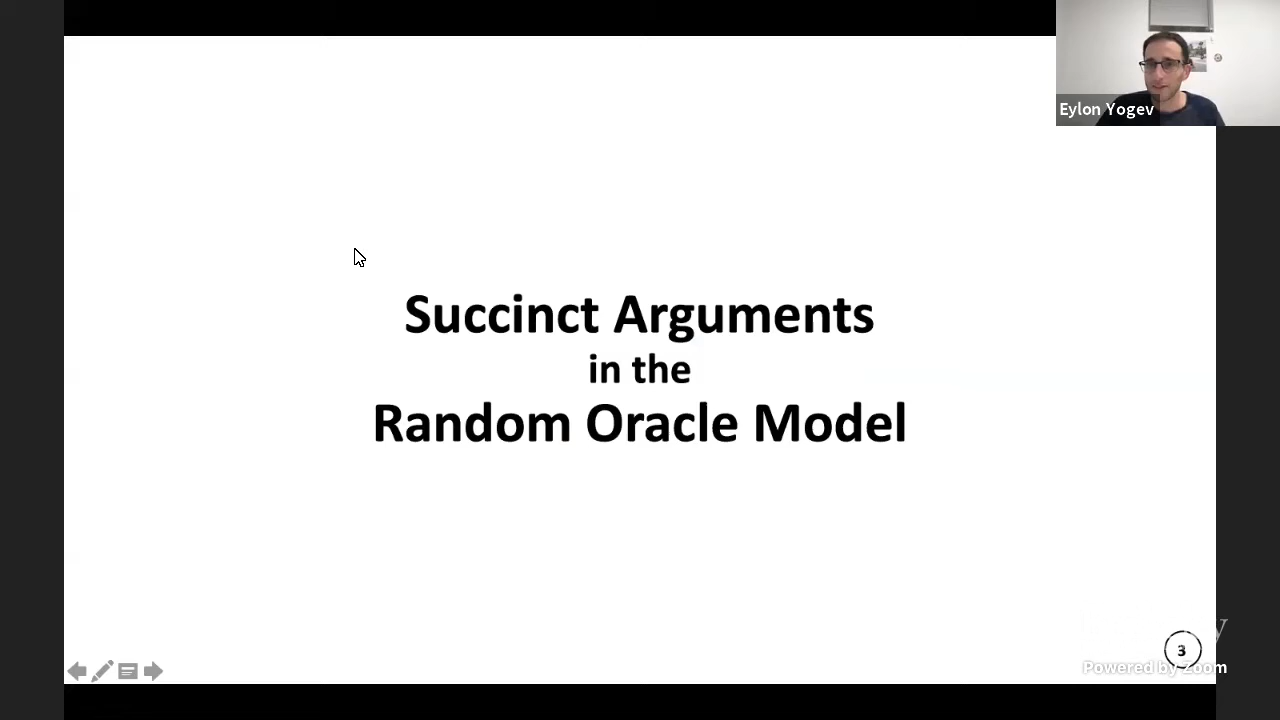 Eylon Yogev
Succinct Arguments
in the
Random Oracle Model
3
Powered by Zoom